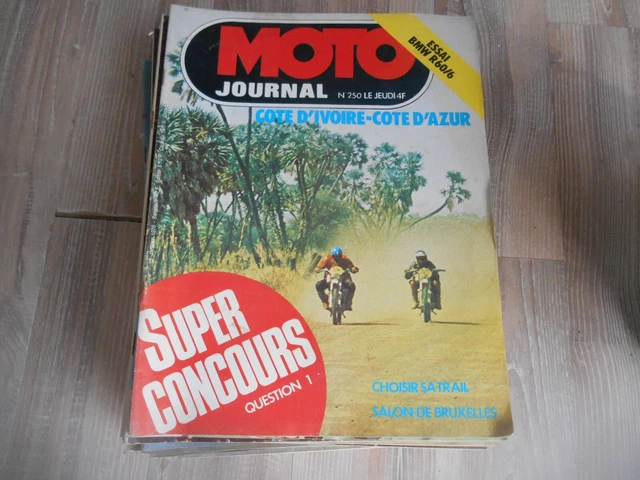 MOTO
JOURNAL N°250 LE JEUDI 4F
ESSAI
BMW R60/6
COTE D'IVOIRE-COTE D'AZUR
SUPER
CONCOURS
QUESTION 1
CHOISIR SA TRAIL
SALON DE BRUXELLES